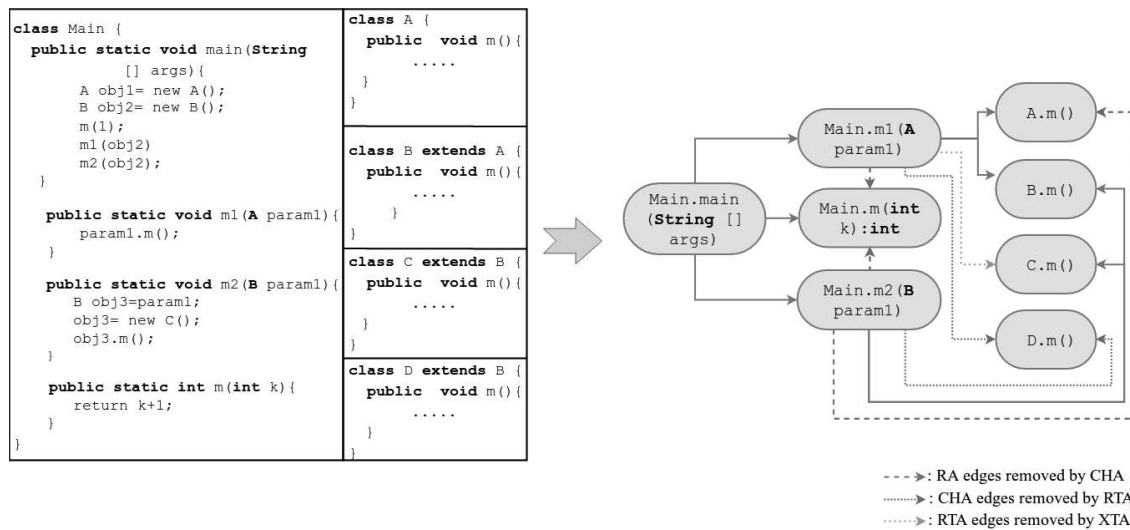 class Main {
public static void main(String
[] args){
A obj1= new A();
B obj2= new B();
m(1);
m1(obj2)
m2(obj2);
}
public static void m1(A param1){
param1.m();
}
public static void m2(B param1){
B obj3=param1;
obj3= new C();
obj3.m();
}
public static int m(int k){
return k+1;
}
}
class A {
public void m(){
.....
}
}
class B extends A {
public void m(){
.....
}
}
class C extends B {
public void m(){
.....
}
}
class D extends B {
public void m(){
.....
}
}
Main.main
(String []
args)
Main.m1(A
param1)
Main.m(int
k):int
Main.m2(B
param1)
A.m()
B.m()
C.m()
D.m()
: RA edges removed by CHA
: CHA edges removed by RTA
: RTA edges removed by XTA